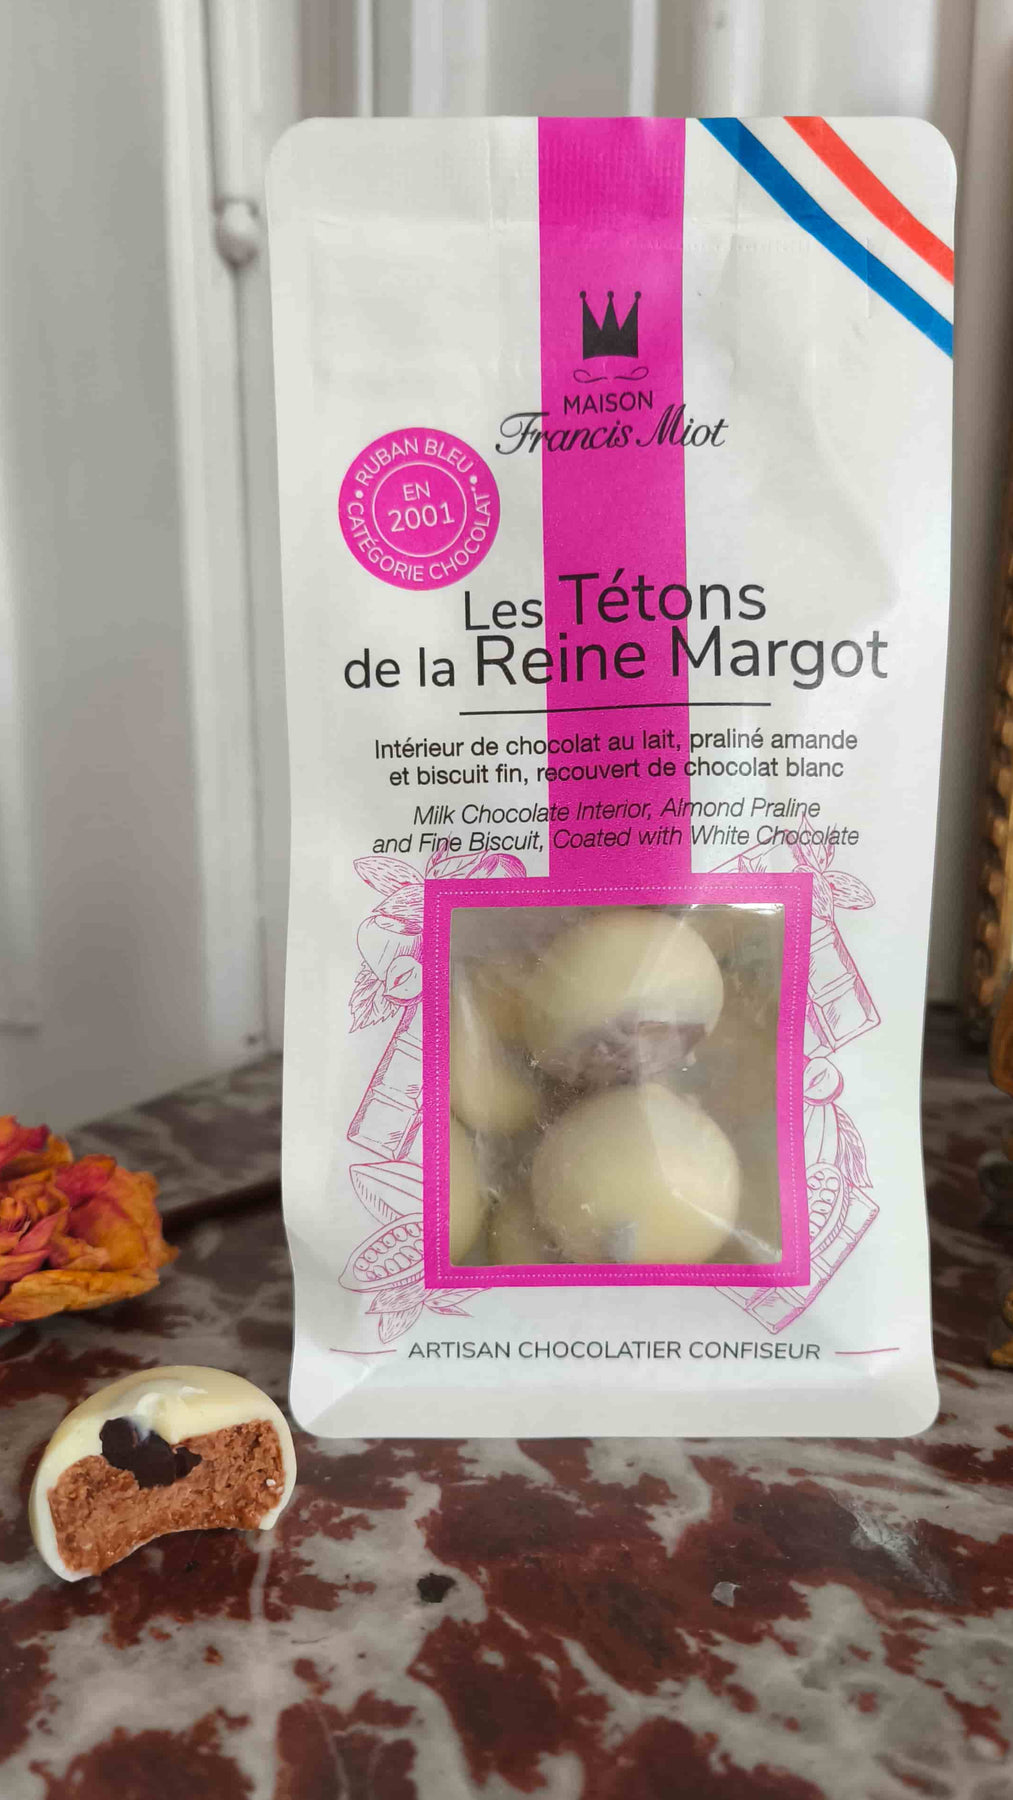 MAISON
Francis Miot
RUBAN BLEU
EN
2001
CATÉGORIE CHOCOLAT
Les Tétons
de la Reine Margot
Intérieur de chocolat au lait, praliné amande
et biscuit fin, recouvert de chocolat blanc
Milk Chocolate Interior, Almond Praline
and Fine Biscuit, Coated with White Chocolate
ARTISAN CHOCOLATIER CONFISEUR